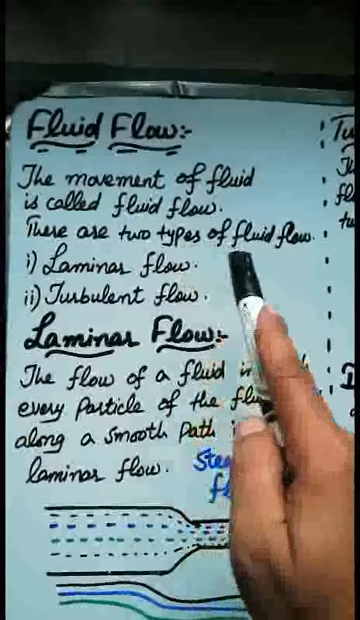 Fluid Flow:-
The movement of fluid
is called fluid flow.
There are two types of fluid flow.
i) Laminar flow.
ii) Turbulent flow.
Laminar Flow:-
The flow of a fluid in
every Particle of the
along a smooth path
laminar flow.